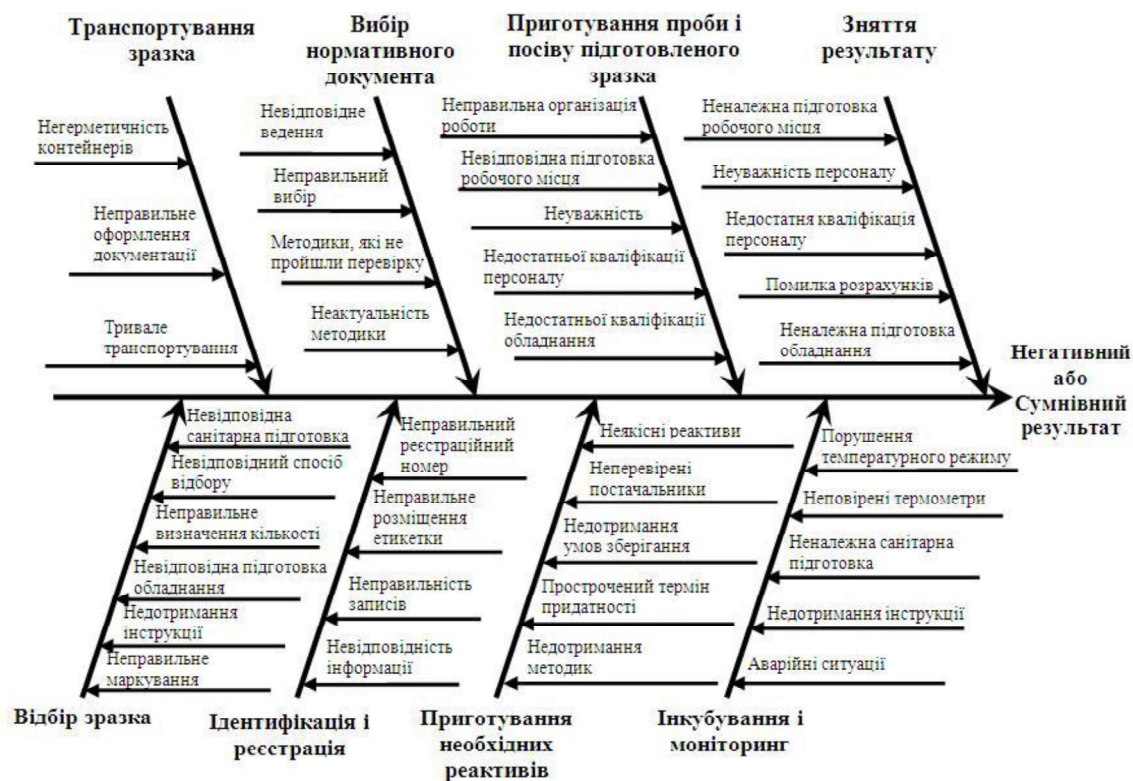 Транспортування
зразка
Вибір
нормативного
документа
Приготування проби і
посіву підготовленого
зразка
Зняття
результату
Негерметичність
контейнерів
Неправильне
оформлення
документації
Тривале
транспортування
Невідповідне
ведення
Неправильний
вибір
Методики, які не
пройшли перевірку
Неактуальність
методики
Неправильна організація
роботи
Невідповідна підготовка
робочого місця
Неуважність
Недостатньої кваліфікації
персоналу
Недостатньої кваліфікації
обладнання
Неналежна підготовка
робочого місця
Неуважність персоналу
Недостатня кваліфікація
персоналу
Помилка розрахунків
Неналежна підготовка
обладнання
Негативний
або
Сумнівний
результат
Невідповідна
санітарна підготовка
Невідповідний спосіб
відбору
Неправильне
визначення кількості
Невідповідна підготовка
обладнання
Недотримання
інструкції
Неправильне
маркування
Неправильний
реєстраційний
номер
Неправильне
розміщення
етикетки
Неправильність
записів
Невідповідність
інформації
Неякісні реактиви
Неперевірені
постачальники
Недотримання
умов зберігання
Прострочений термін
придатності
Недотримання
методик
Порушення
температурного режиму
Неповірені термометри
Неналежна санітарна
підготовка
Недотримання інструкції
Аварійні ситуації
Відбір зразка
Ідентифікація і
реєстрація
Приготування
необхідних
реактивів
Інкубування і
моніторинг